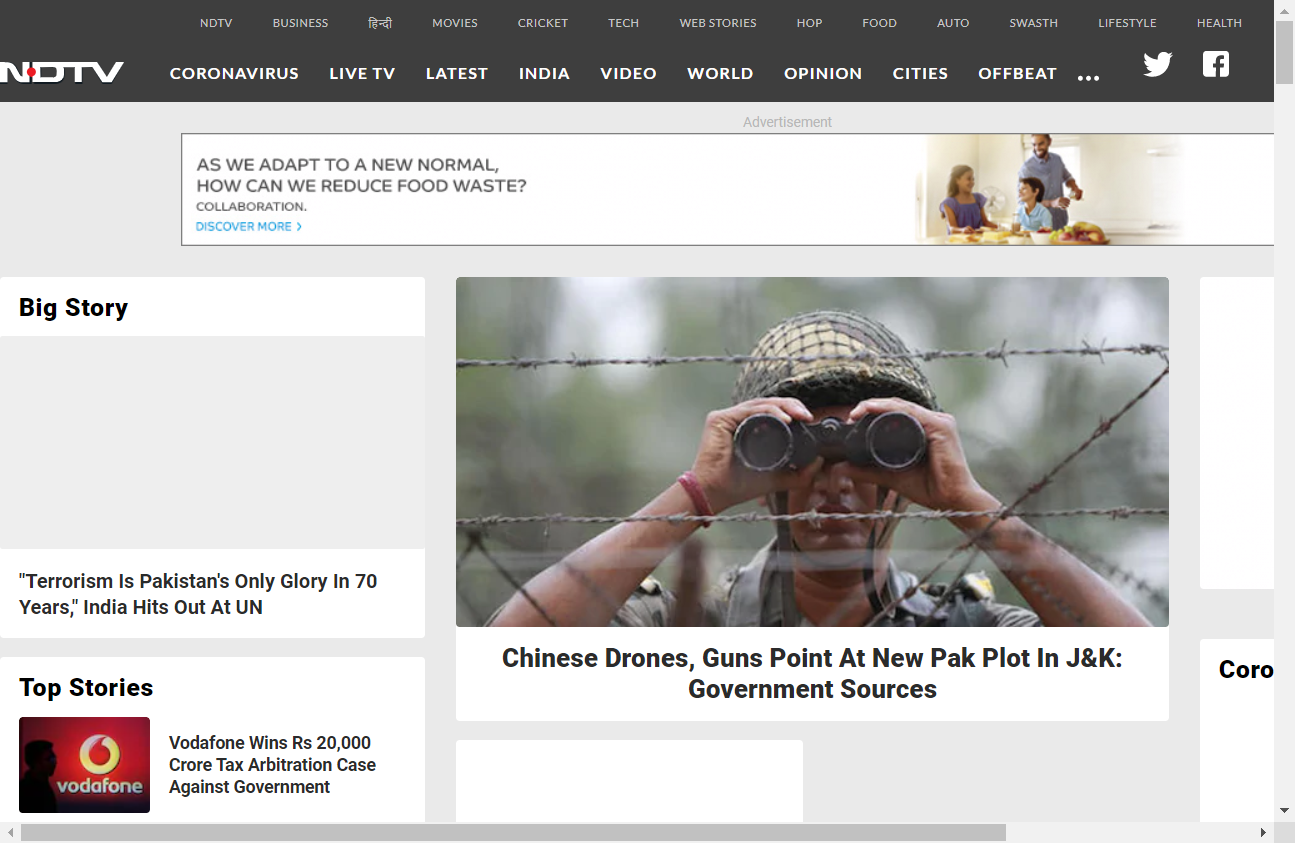 NDTV BUSINESS हिन्दी MOVIES CRICKET TECH WEB STORIES HOP FOOD AUTO SWASTH LIFESTYLE HEALTH
NDTV
CORONAVIRUS LIVE TV LATEST INDIA VIDEO WORLD OPINION CITIES OFFBEAT ...
Advertisement
AS WE ADAPT TO A NEW NORMAL,
HOW CAN WE REDUCE FOOD WASTE?
COLLABORATION.
DISCOVER MORE >
Big Story
"Terrorism Is Pakistan's Only Glory In 70
Years," India Hits Out At UN
Top Stories
vodafone
Vodafone Wins Rs 20,000
Crore Tax Arbitration Case
Against Government
Chinese Drones, Guns Point At New Pak Plot In J&K:
Government Sources
Coro